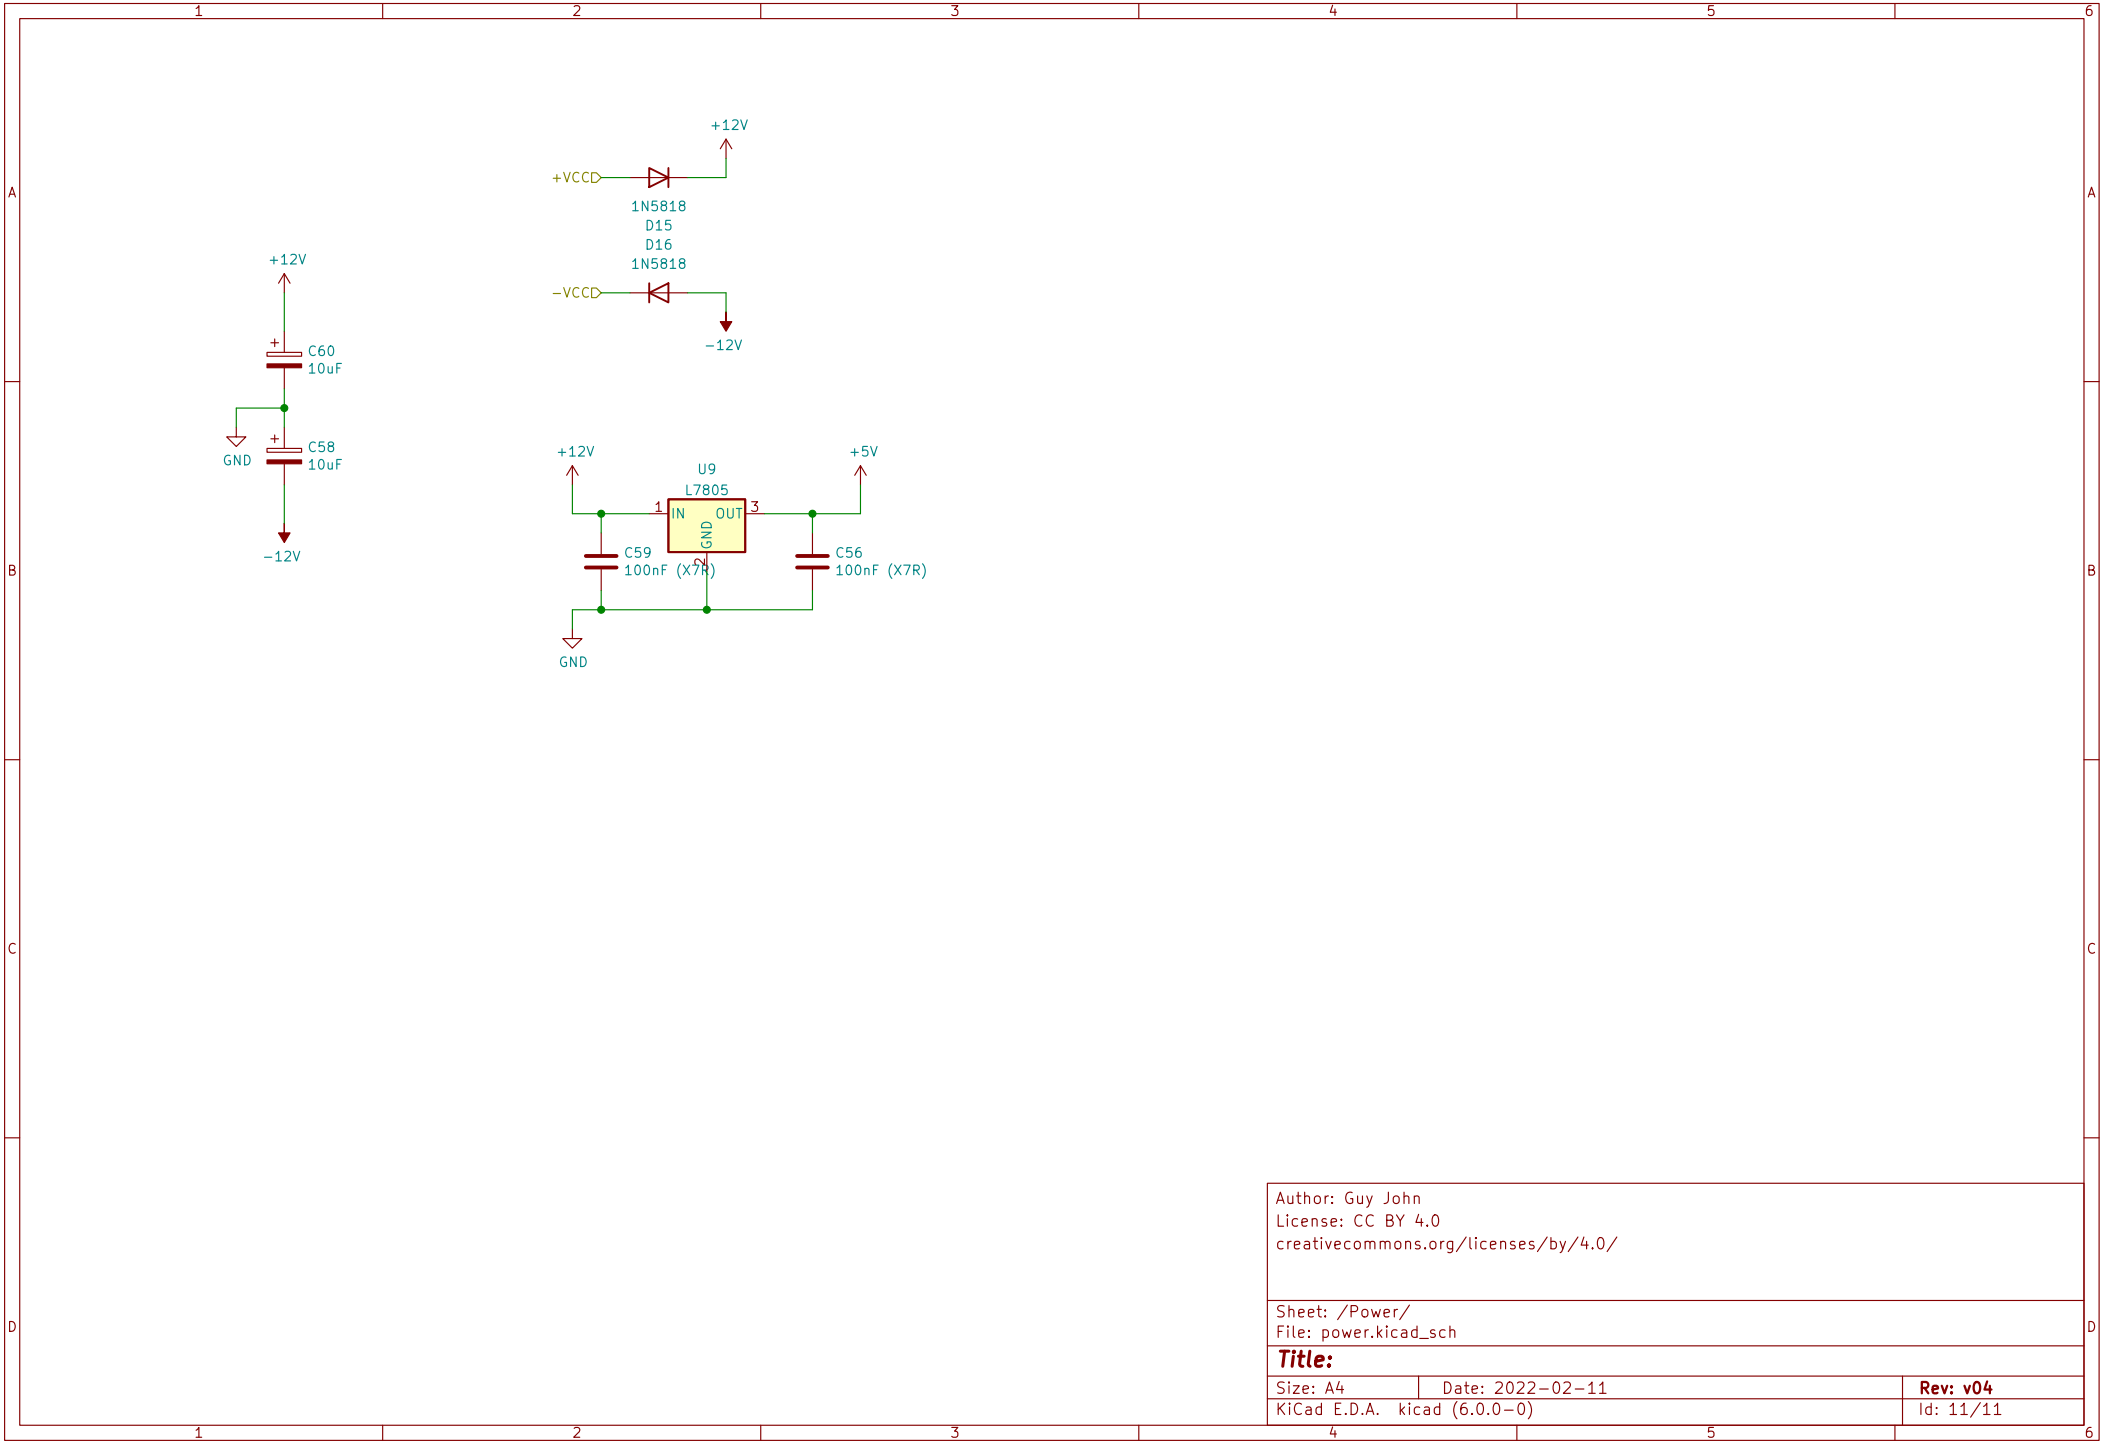 1 2 3 4 5 6
A A
B B
C C
D D
+12V
+VCC
1N5818
D15
D16
1N5818
-VCC
-12V
+12V
+
C60
10uF
GND
+
C58
10uF
-12V
+12V
+5V
U9
L7805
1 IN OUT 3
GND
2
C59
100nF (X7R)
C56
100nF (X7R)
GND
Author: Guy John
License: CC BY 4.0
creativecommons.org/licenses/by/4.0/
Sheet: /Power/
File: power.kicad_sch
Title:
Size: A4 Date: 2022-02-11 Rev: v04
KiCad E.D.A. kicad (6.0.0-0) Id: 11/11
1 2 3 4 5 6